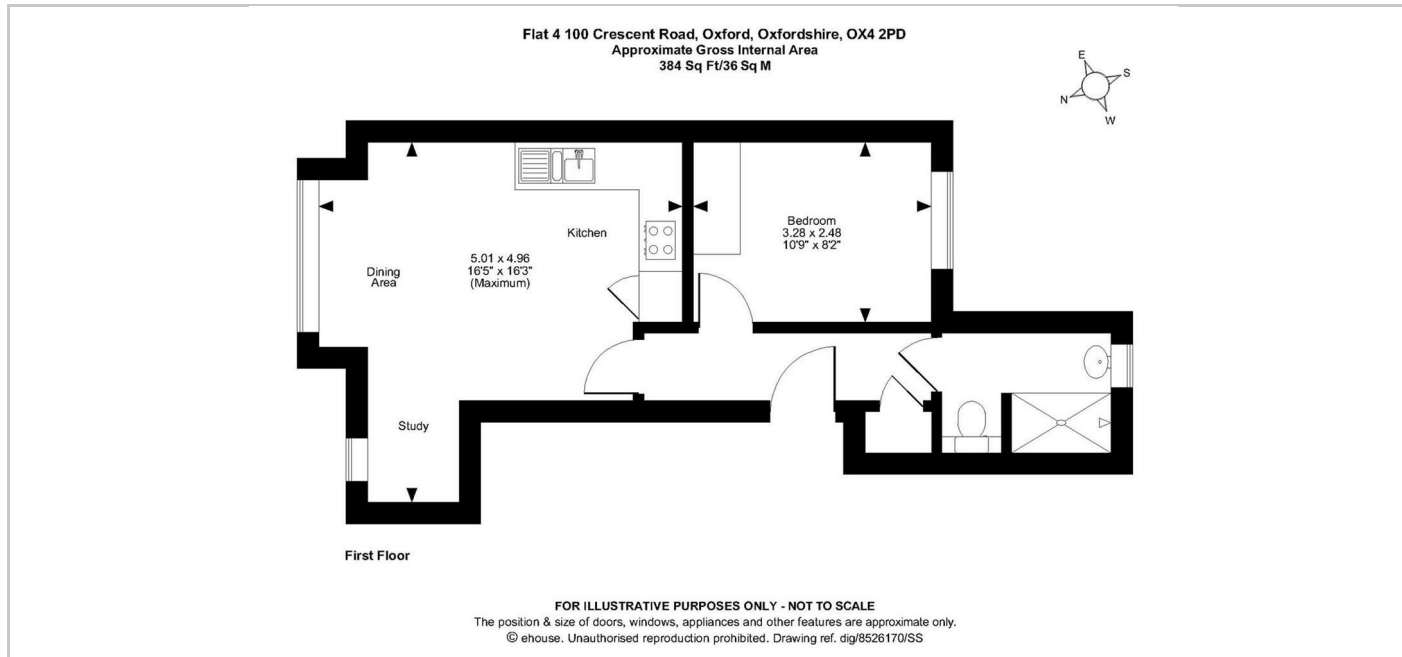 Flat 4 100 Crescent Road, Oxford, Oxfordshire, OX4 2PD
Approximate Gross Internal Area
384 Sq Ft/36 Sq M
E
S
N
W
Kitchen
Bedroom
3.28 x 2.48
10'9" x 8'2"
5.01 x 4.96
16'5" x 16'3"
(Maximum)
Dining
Area
Study
First Floor
FOR ILLUSTRATIVE PURPOSES ONLY - NOT TO SCALE
The position & size of doors, windows, appliances and other features are approximate only.
© ehouse. Unauthorised reproduction prohibited. Drawing ref. dig/8526170/SS